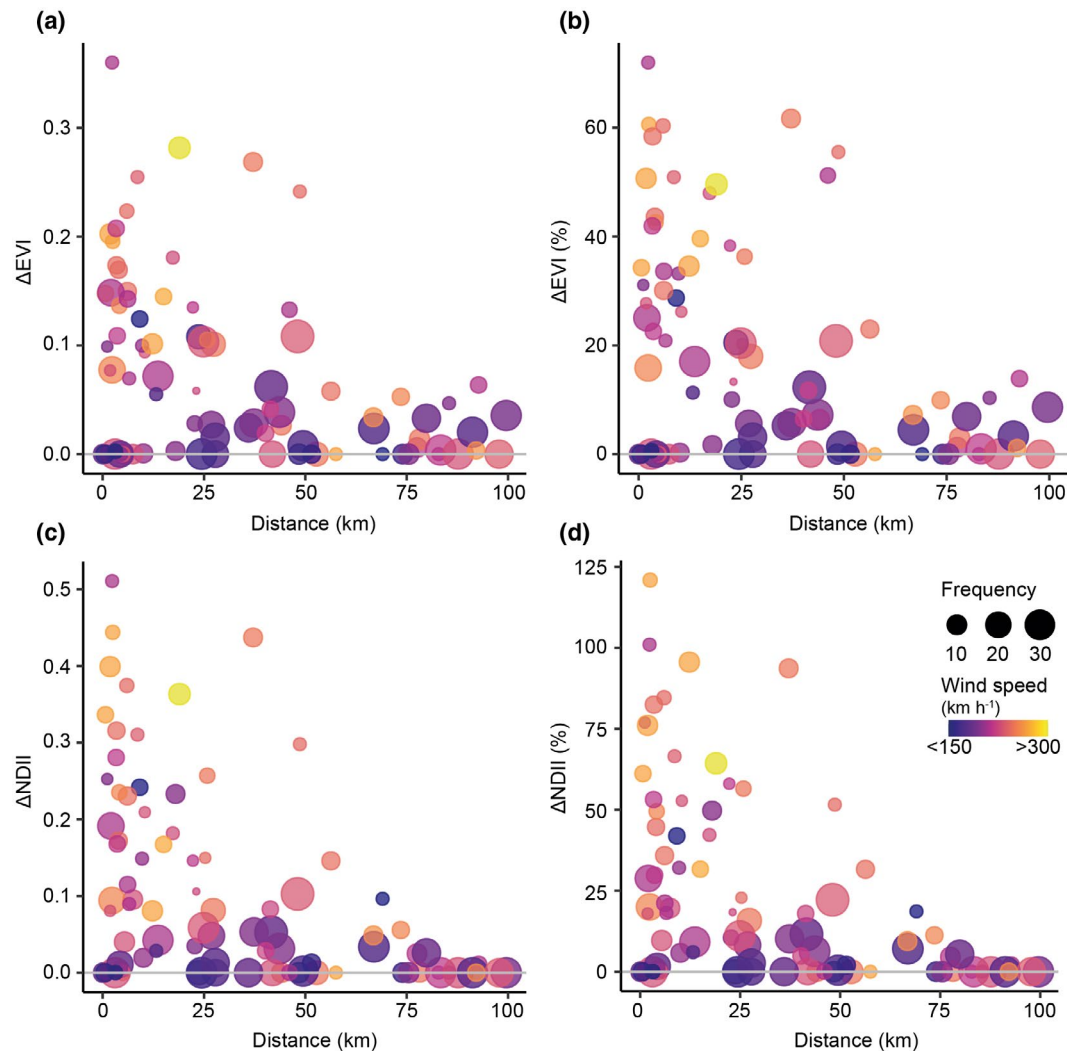 (a)
ΔEVI
0.3
0.2
0.1
0.0
0 25 50 75 100
Distance (km)
(b)
ΔEVI (%)
60
40
20
0
0 25 50 75 100
Distance (km)
(c)
ΔNDII
0.5
0.4
0.3
0.2
0.1
0.0
0 25 50 75 100
Distance (km)
(d)
ΔNDII (%)
125
100
75
50
25
0
0 25 50 75 100
Distance (km)
Frequency
10 20 30
Wind speed
(km h⁻¹)
<150 >300